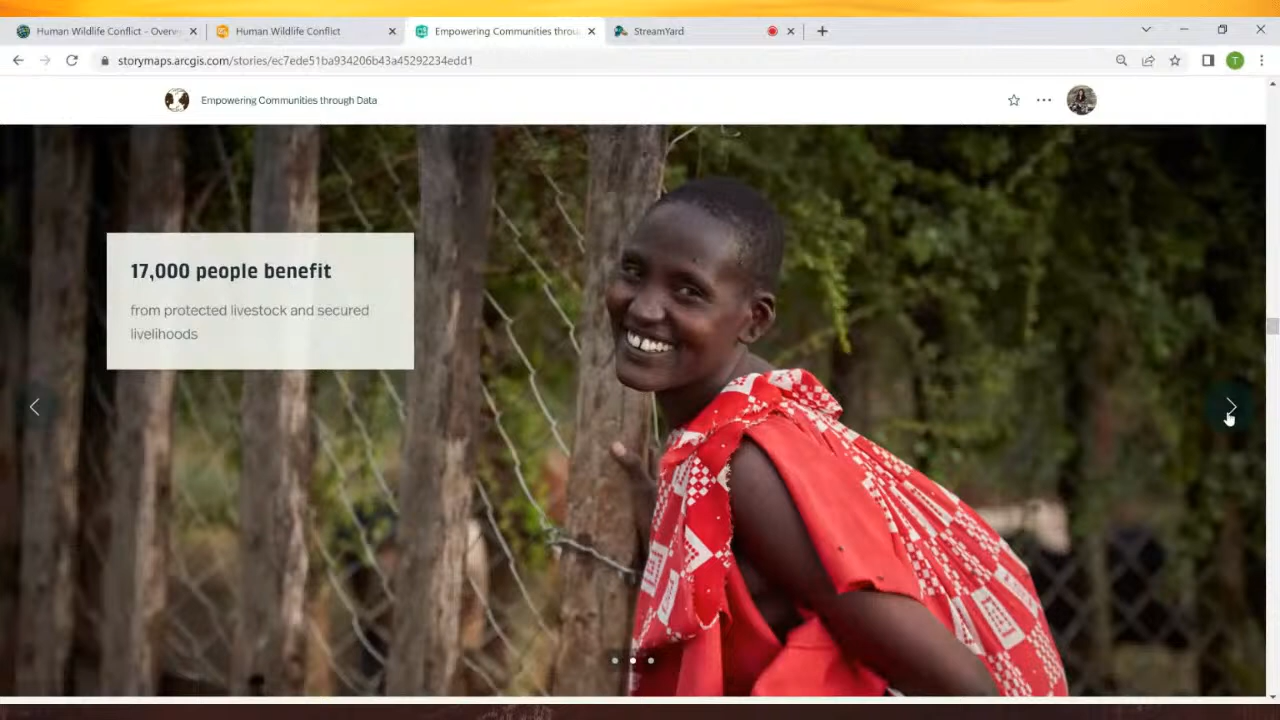 Human Wildlife Conflict - Overv
Human Wildlife Conflict
Empowering Communities throu
StreamYard
storymaps.arcgis.com/stories/ec7ede51ba934206b43a45292234edd1
T
Empowering Communities through Data
17,000 people benefit
from protected livestock and secured
livelihoods